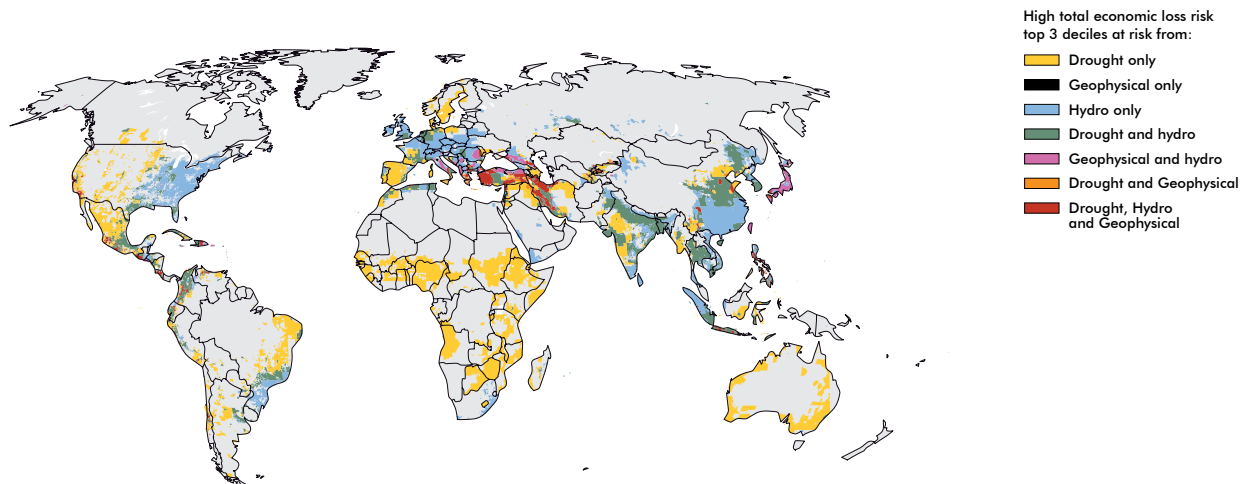 High total economic loss risk
top 3 deciles at risk from:
Drought only
Geophysical only
Hydro only
Drought and hydro
Geophysical and hydro
Drought and Geophysical
Drought, Hydro
and Geophysical